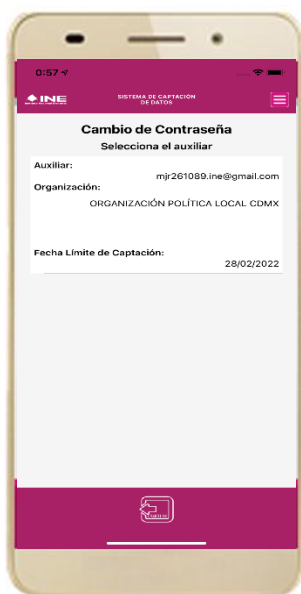 0:57
INE
SISTEMA DE CAPTACIÓN
DE DATOS
Cambio de Contraseña
Selecciona el auxiliar
Auxiliar:
mjr261089.ine@gmail.com
Organización:
ORGANIZACIÓN POLÍTICA LOCAL CDMX
Fecha Límite de Captación:
28/02/2022